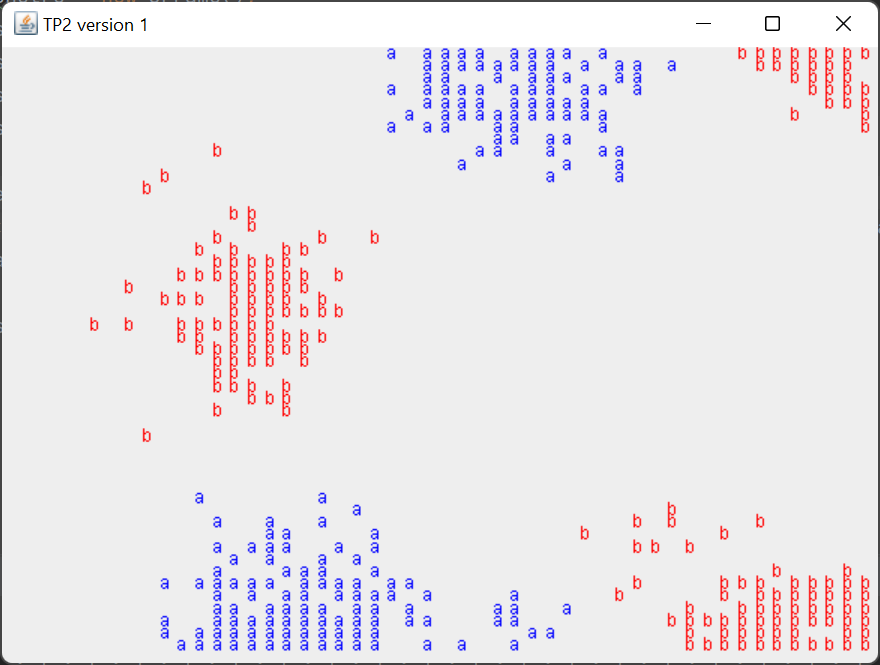 TP2 version 1
a a a a a a a a a a a b b b b b b b b
a a a a a a a a a a a a a b b b b b b
a a a a a a a a a a b b b b
a a a a a a a a a a a b b b b
a a a a a a a a a b b b
a a a a a a a a a a a a b b
a a a a a a a b
a a a a
b a a a a a
a a a
b a a
b
b b
b
b b b
b b b b
b b b b b
b b b b b b b b b
b b b b b b
b b b b b b b b
b b b b b b b
b b b b b b b b
b b b b b b b b
b b b b b b b
b b b b b
b b
b b b b
b b b
b b
b
a a
a b
a a a b b b
a a a b b
a a a a a a b b b
a a a a
a a a a a a b b
a a a a a a a a a a a a a a b b b b b b b b b b